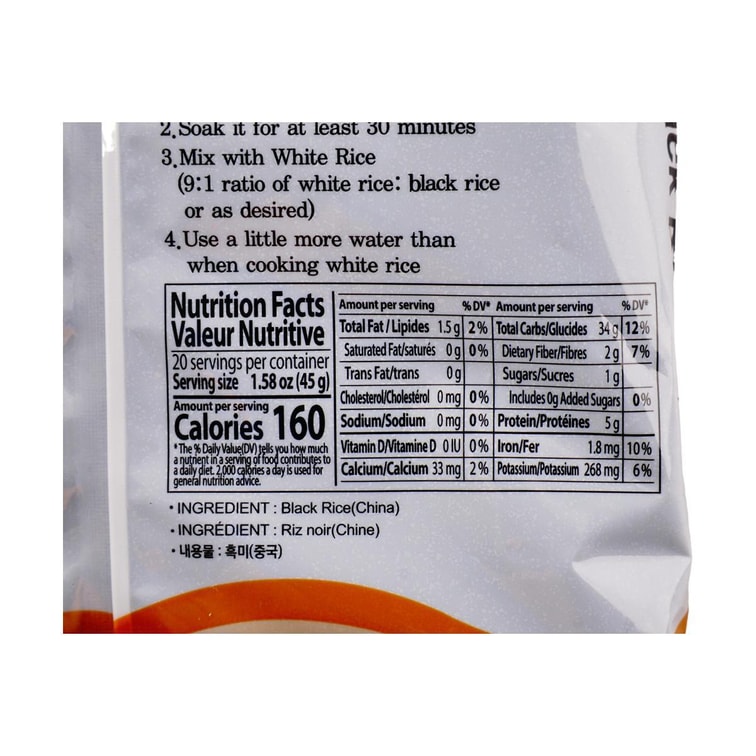 2.Soak it for at least 30 minutes
3.Mix with White Rice
(9:1 ratio of white rice: black rice
or as desired)
4.Use a little more water than
when cooking white rice
Nutrition Facts
Valeur Nutritive
20 servings per container
Serving size 1.58 oz (45 g)
Amount per serving
Calories 160
*The % Daily Value(DV) tells you how much
a nutrient in a serving of food contributes to
a daily diet. 2,000 calories a day is used for
general nutrition advice.
Amount per serving %DV* Amount per serving %DV*
Total Fat/Lipides 1.5 g 2% Total Carbs/Glucides 34 g 12%
Saturated Fat/saturés 0 g 0% Dietary Fiber/Fibres 2 g 7%
Trans Fat/trans 0 g Sugars/Sucres 1 g
Cholesterol/Cholestérol 0 mg 0% Includes 0g Added Sugars 0%
Sodium/Sodium 0 mg 0% Protein/Protéines 5 g
Vitamin D/Vitamine D 0 IU 0% Iron/Fer 1.8 mg 10%
Calcium/Calcium 33 mg 2% Potassium/Potassium 268 mg 6%
• INGREDIENT : Black Rice(China)
• INGRÉDIENT : Riz noir(Chine)
• 내용물 : 흑미(중국)